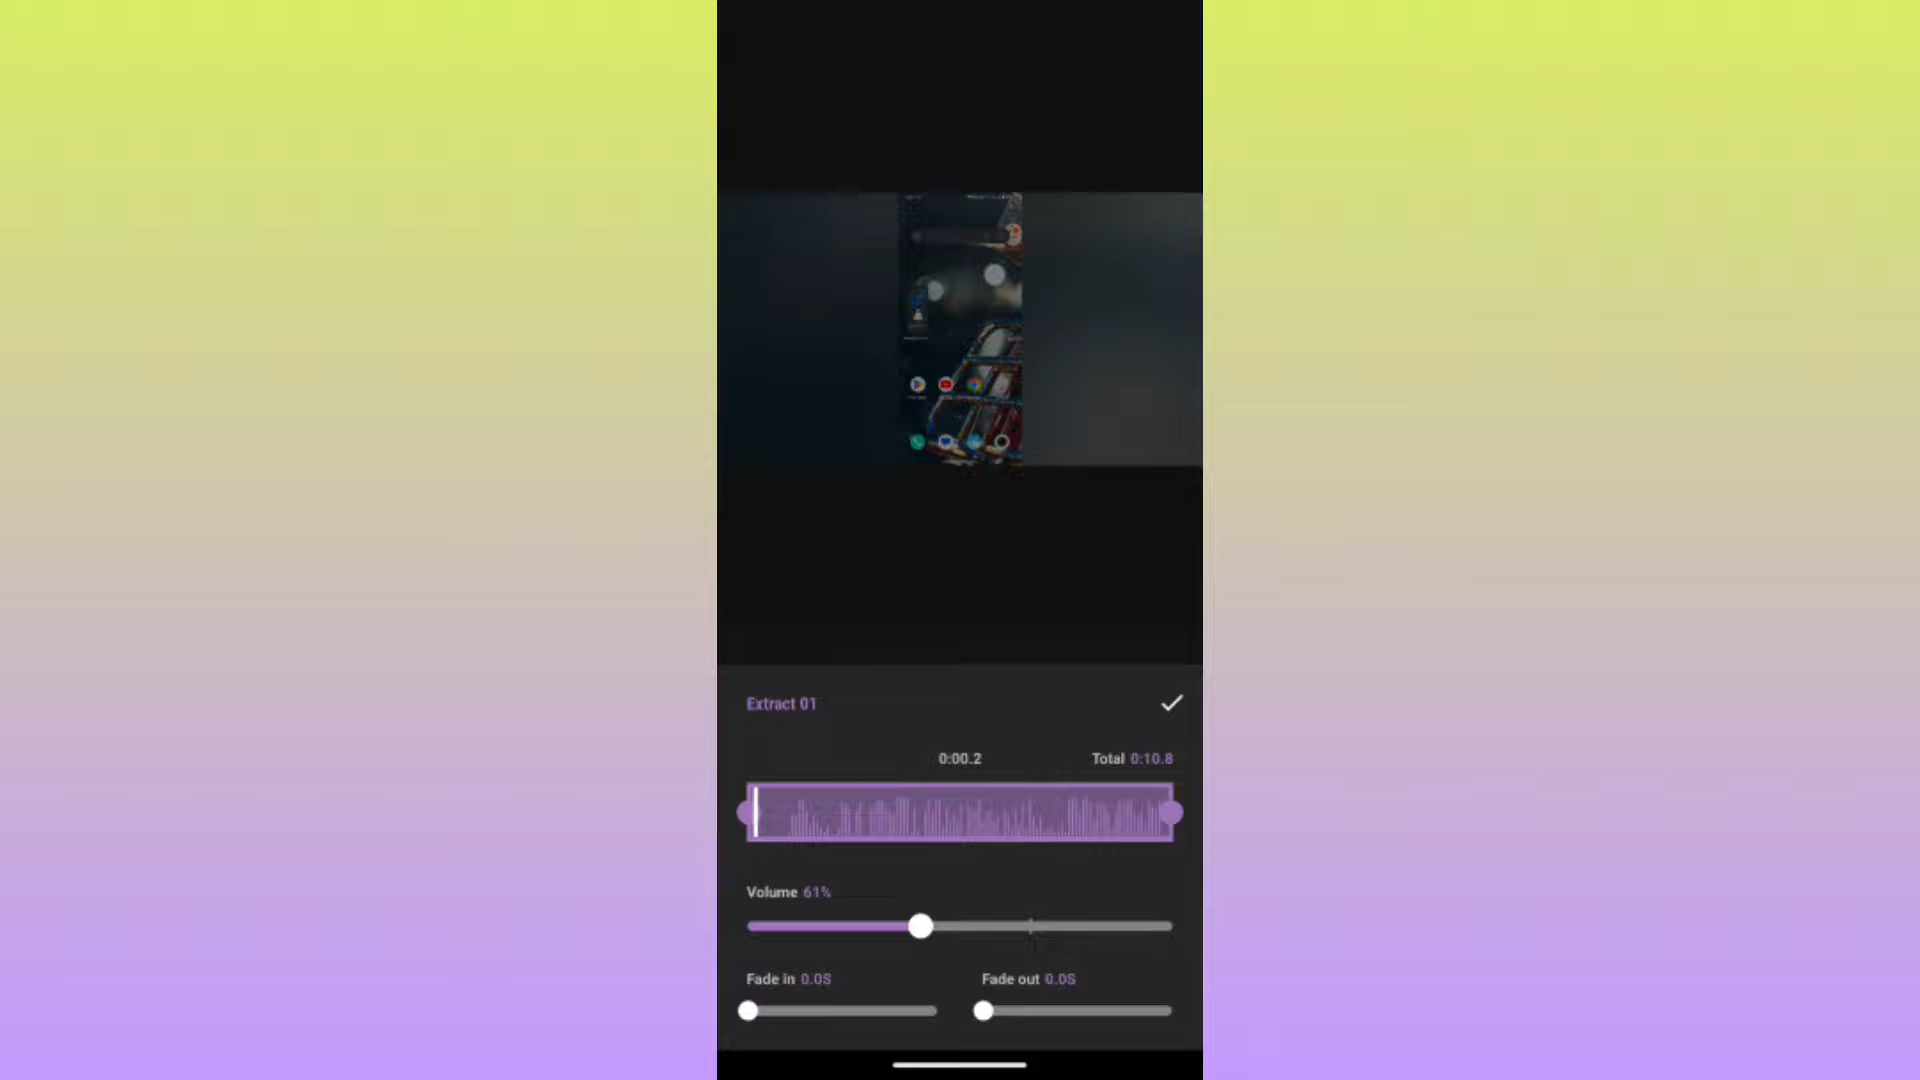 Extract 01
0:00.2
Total 0:10.8
Volume 61%
Fade in 0.0S
Fade out 0.0S